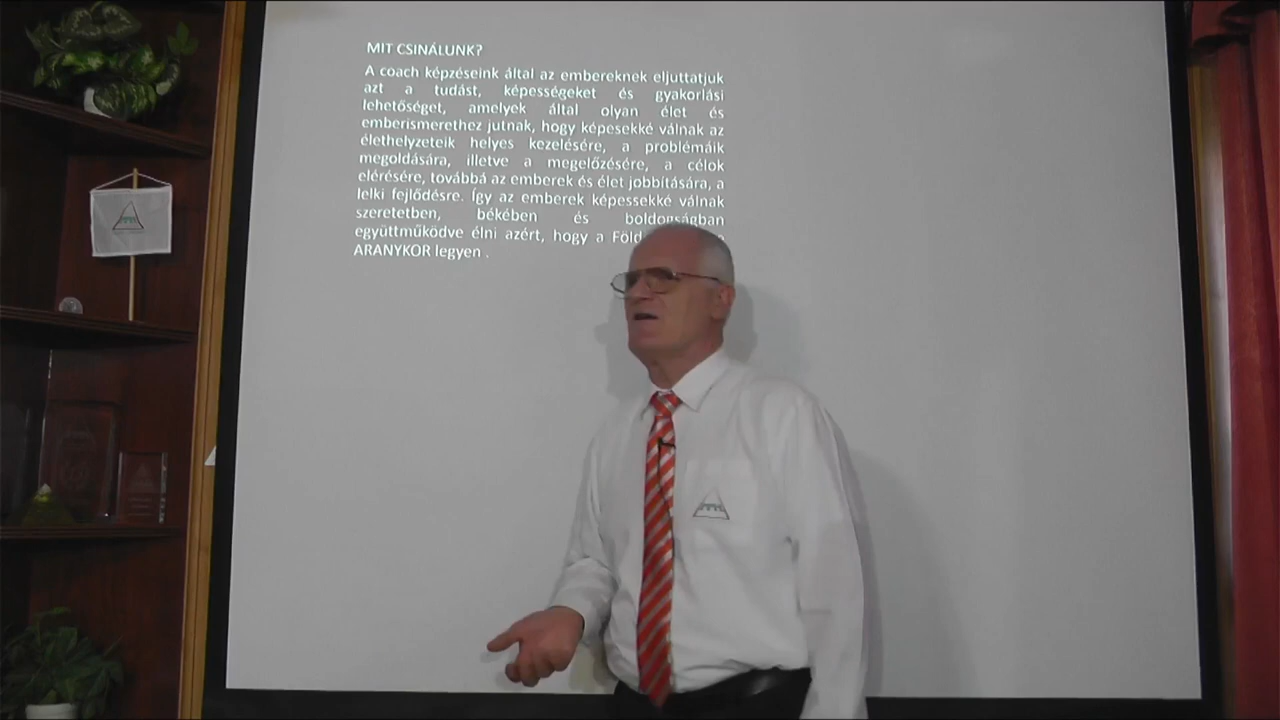 MIT CSINÁLUNK?
A coach képzéseink által az embereknek eljuttatjuk
azt a tudást, képességeket és gyakorlási
lehetőséget, amelyek által olyan élet és
emberismerethez jutnak, hogy képesekké válnak az
élethelyzeteik helyes kezelésére, a problémáik
megoldására, illetve a megelőzésére, a célok
elérésére, továbbá az emberek és élet jobbítására, a
lelki fejlődésre. Így az emberek képessekké válnak
szeretetben, békében és boldogságban
együttműködve élni azért, hogy a Föld
ARANYKOR legyen .